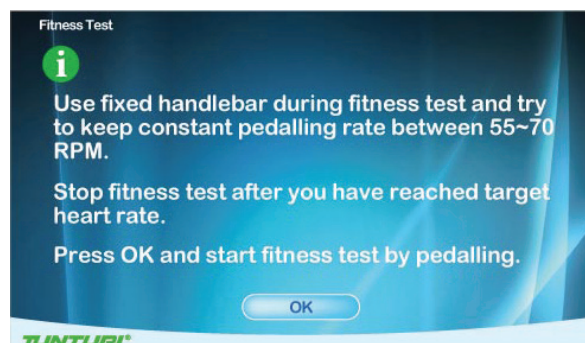 Fitness Test
i
Use fixed handlebar during fitness test and try
to keep constant pedalling rate between 55~70
RPM.
Stop fitness test after you have reached target
heart rate.
Press OK and start fitness test by pedalling.
OK
TUNTURI®